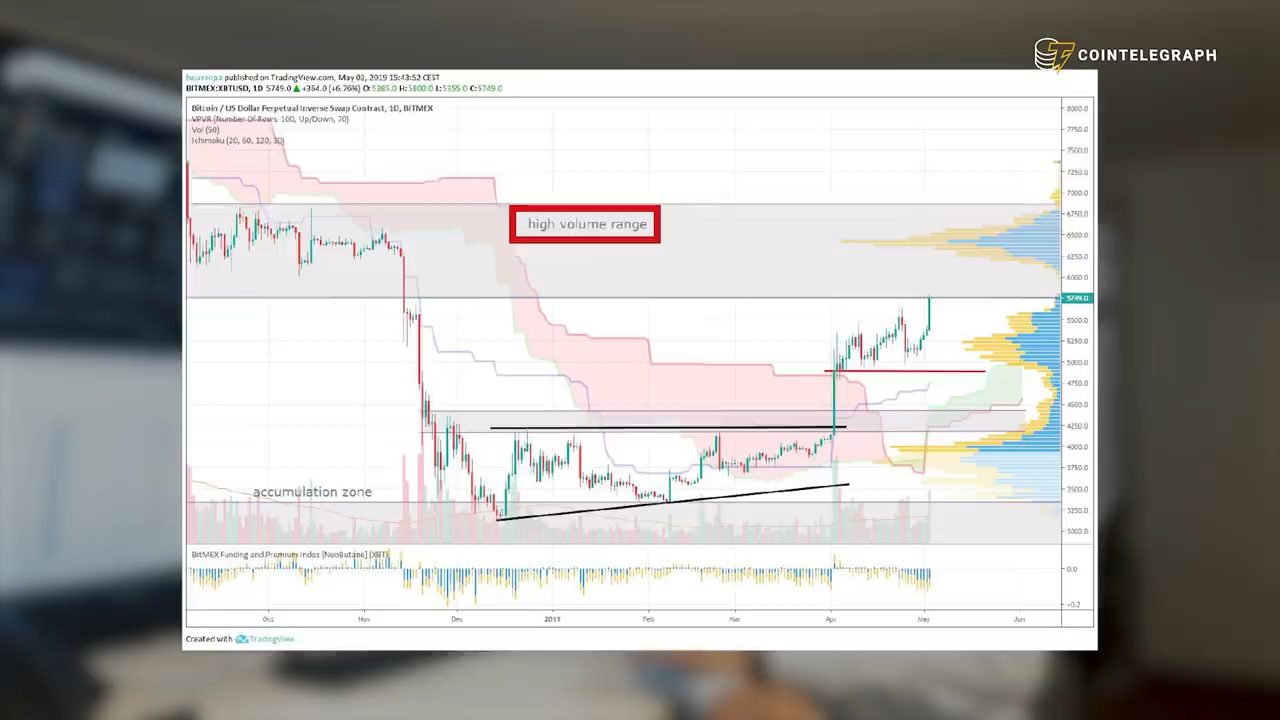 COINTELEGRAPH
published on TradingView.com, May 03, 2019 15:43:52 CEST
BITMEX:XBTUSD, 1D 5749.0 ▲ +364.0 (+6.76%) O:5385.0 H:5800.0 L:5355.0 C:5749.0
Bitcoin / US Dollar Perpetual Inverse Swap Contract, 1D, BITMEX
VPVR (Number Of Rows, 100, Up/Down, 70)
Vol (50)
Ichimoku (20, 60, 120, 30)
high volume range
accumulation zone
8000.0
7750.0
7500.0
7250.0
7000.0
6750.0
6500.0
6250.0
6000.0
5749.0
5500.0
5250.0
5000.0
4750.0
4500.0
4250.0
4000.0
3750.0
3500.0
3250.0
3000.0
BitMEX Funding and Premium Index [NeoButane] (XBT)
0.0
-0.2
Oct Nov Dec 2019 Feb Mar Apr May Jun
Created with TradingView